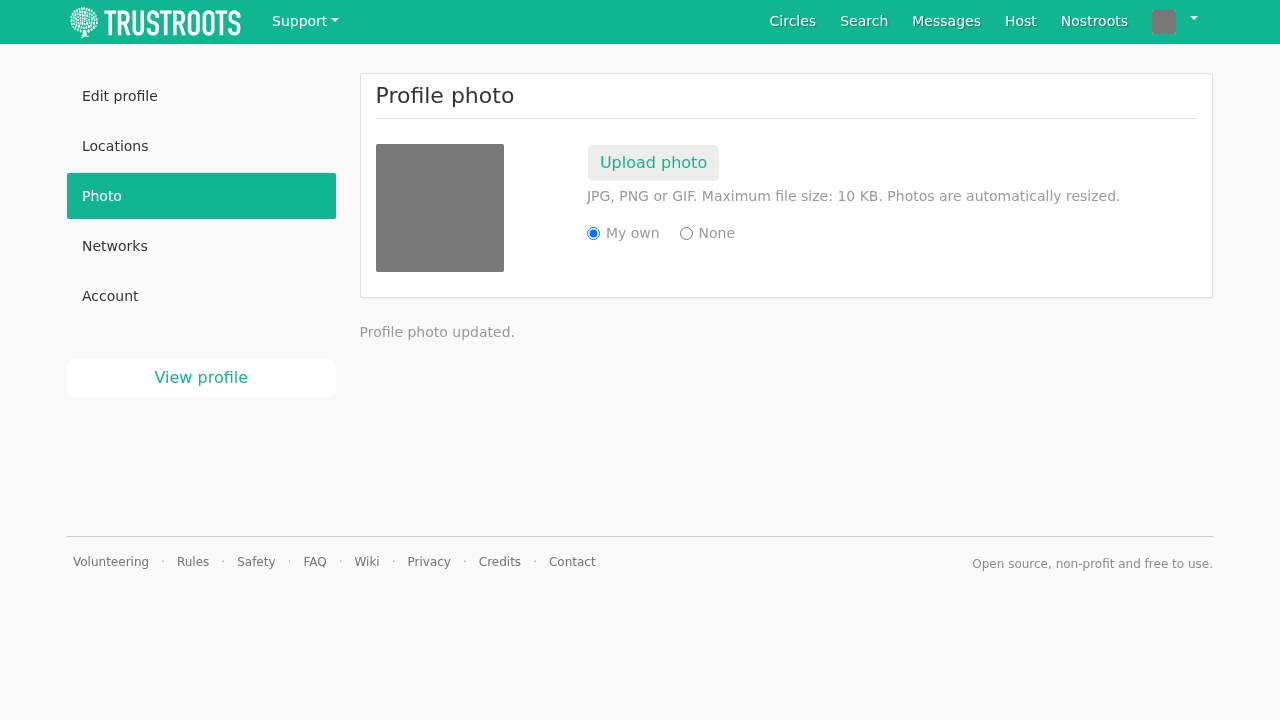 TRUSTROOTS Support Circles Search Messages Host Nostroots
Edit profile
Locations
Photo
Networks
Account
View profile
Profile photo
Upload photo
JPG, PNG or GIF. Maximum file size: 10 KB. Photos are automatically resized.
My own None
Profile photo updated.
Volunteering · Rules · Safety · FAQ · Wiki · Privacy · Credits · Contact
Open source, non-profit and free to use.